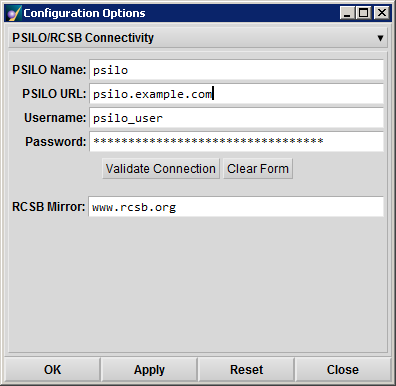 Configuration Options
PSILO/RCSB Connectivity
PSILO Name: psilo
PSILO URL: psilo.example.com
Username: psilo_user
Password: *********************************
Validate Connection Clear Form
RCSB Mirror: www.rcsb.org
OK Apply Reset Close